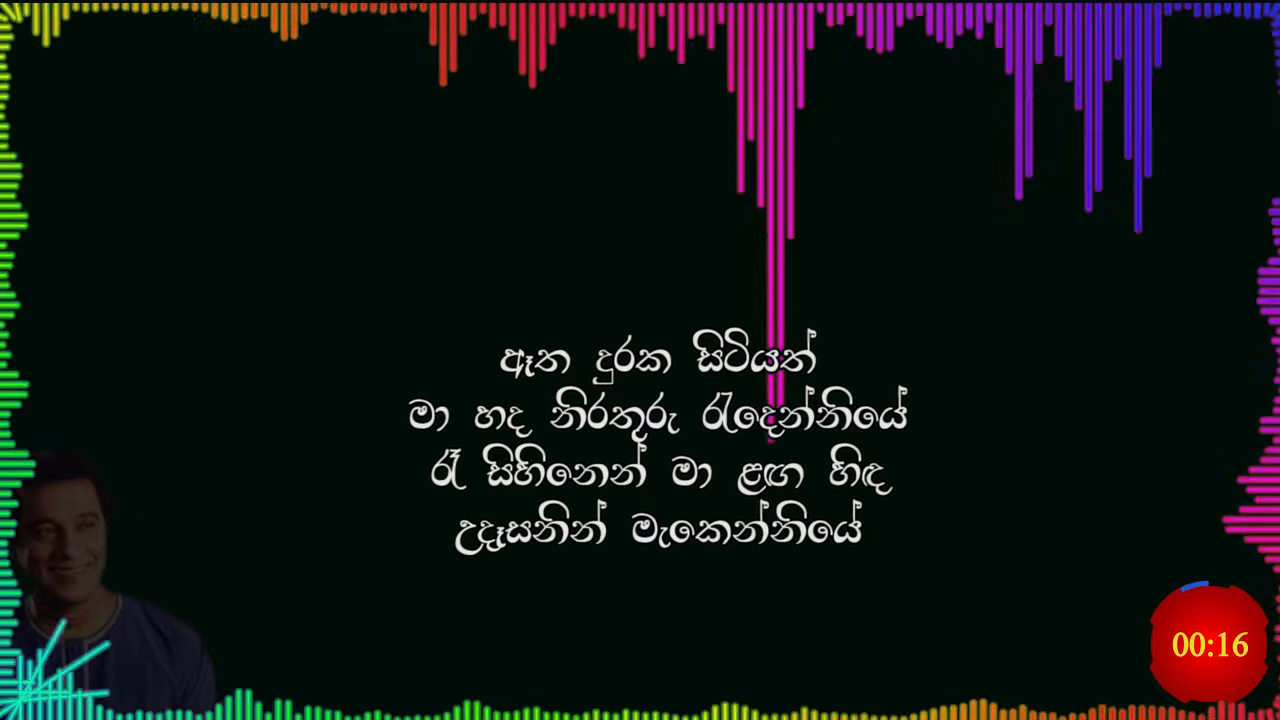 ඈත දුරක සිටියත්
මා හද නිරතුරු රැඳෙන්නියේ
රෑ සිහිනෙන් මා ළඟ හිඳ
උදෑසනින් මැකෙන්නියේ
00:16